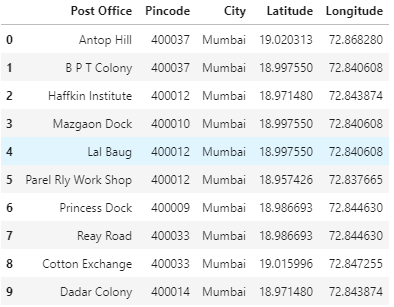 Post Office Pincode City Latitude Longitude
0 Antop Hill 400037 Mumbai 19.020313 72.868280
1 B P T Colony 400037 Mumbai 18.997550 72.840608
2 Haffkin Institute 400012 Mumbai 18.971480 72.843874
3 Mazgaon Dock 400010 Mumbai 18.997550 72.840608
4 Lal Baug 400012 Mumbai 18.997550 72.840608
5 Parel Rly Work Shop 400012 Mumbai 18.957426 72.837665
6 Princess Dock 400009 Mumbai 18.986693 72.844630
7 Reay Road 400033 Mumbai 18.986693 72.844630
8 Cotton Exchange 400033 Mumbai 19.015996 72.847255
9 Dadar Colony 400014 Mumbai 18.971480 72.843874